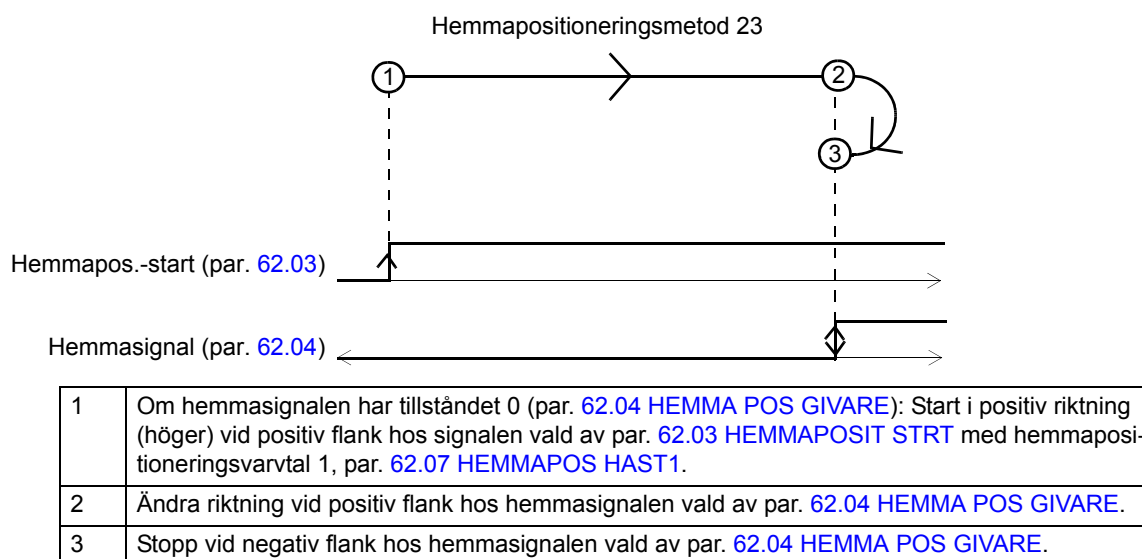 Hemmapositioneringsmetod 23
1
2
3
Hemmapos.-start (par. 62.03)
Hemmasignal (par. 62.04)
1 Om hemmasignalen har tillståndet 0 (par. 62.04 HEMMA POS GIVARE): Start i positiv riktning
(höger) vid positiv flank hos signalen vald av par. 62.03 HEMMAPOSIT STRT med hemmaposi-
tioneringsvarvtal 1, par. 62.07 HEMMAPOS HAST1.
2 Ändra riktning vid positiv flank hos hemmasignalen vald av par. 62.04 HEMMA POS GIVARE.
3 Stopp vid negativ flank hos hemmasignalen vald av par. 62.04 HEMMA POS GIVARE.